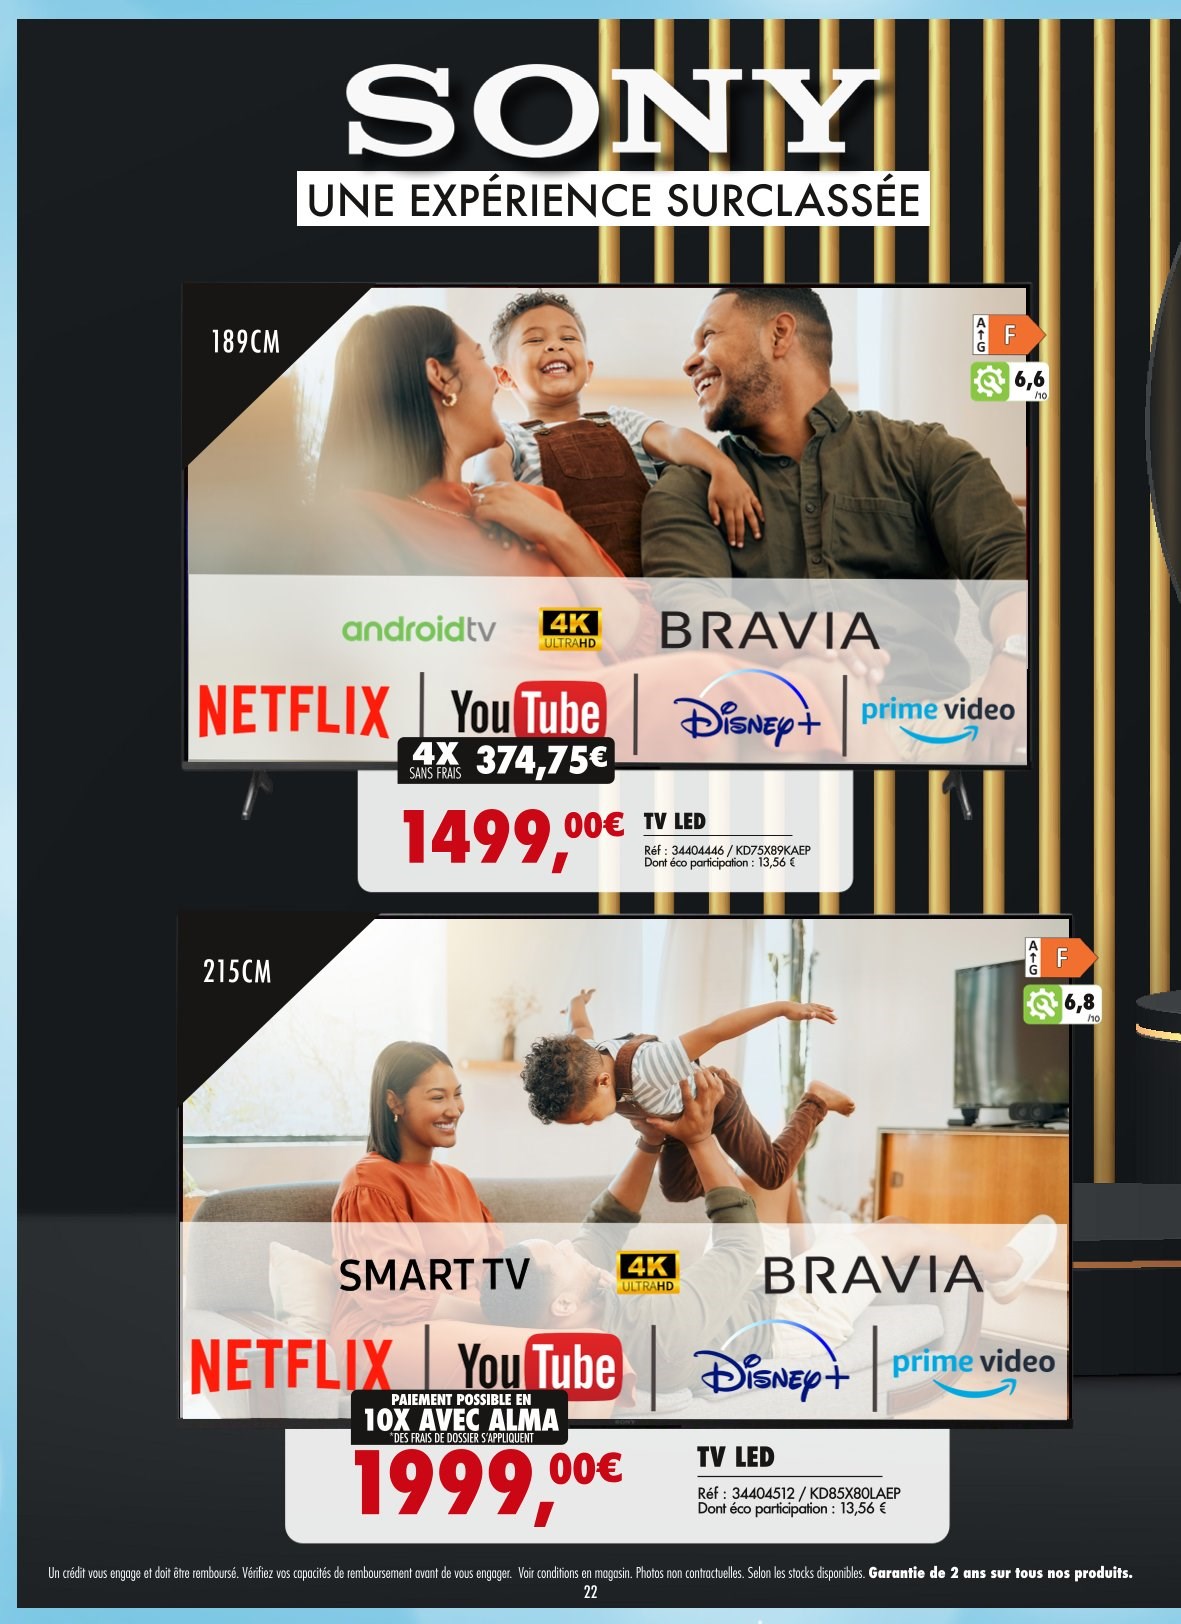 SONY
UNE EXPÉRIENCE SURCLASSÉE
189CM
A
G
F
6,6
/10
androidtv
4K
ULTRAHD
BRAVIA
NETFLIX
YouTube
Disney+
prime video
4X
SANS FRAIS
374,75€
1499,00€
TV LED
Réf : 34404446 / KD75X89KAEP
Dont éco participation : 13,56 €
215CM
A
G
F
6,8
/10
SMART TV
4K
ULTRAHD
BRAVIA
NETFLIX
YouTube
Disney+
prime video
PAIEMENT POSSIBLE EN
10X AVEC ALMA
*DES FRAIS DE DOSSIER S'APPLIQUENT
1999,00€
TV LED
Réf : 34404512 / KD85X80LAEP
Dont éco participation : 13,56 €
Un crédit vous engage et doit être remboursé. Vérifiez vos capacités de remboursement avant de vous engager. Voir conditions en magasin. Photos non contractuelles. Selon les stocks disponibles. Garantie de 2 ans sur tous nos produits.
22